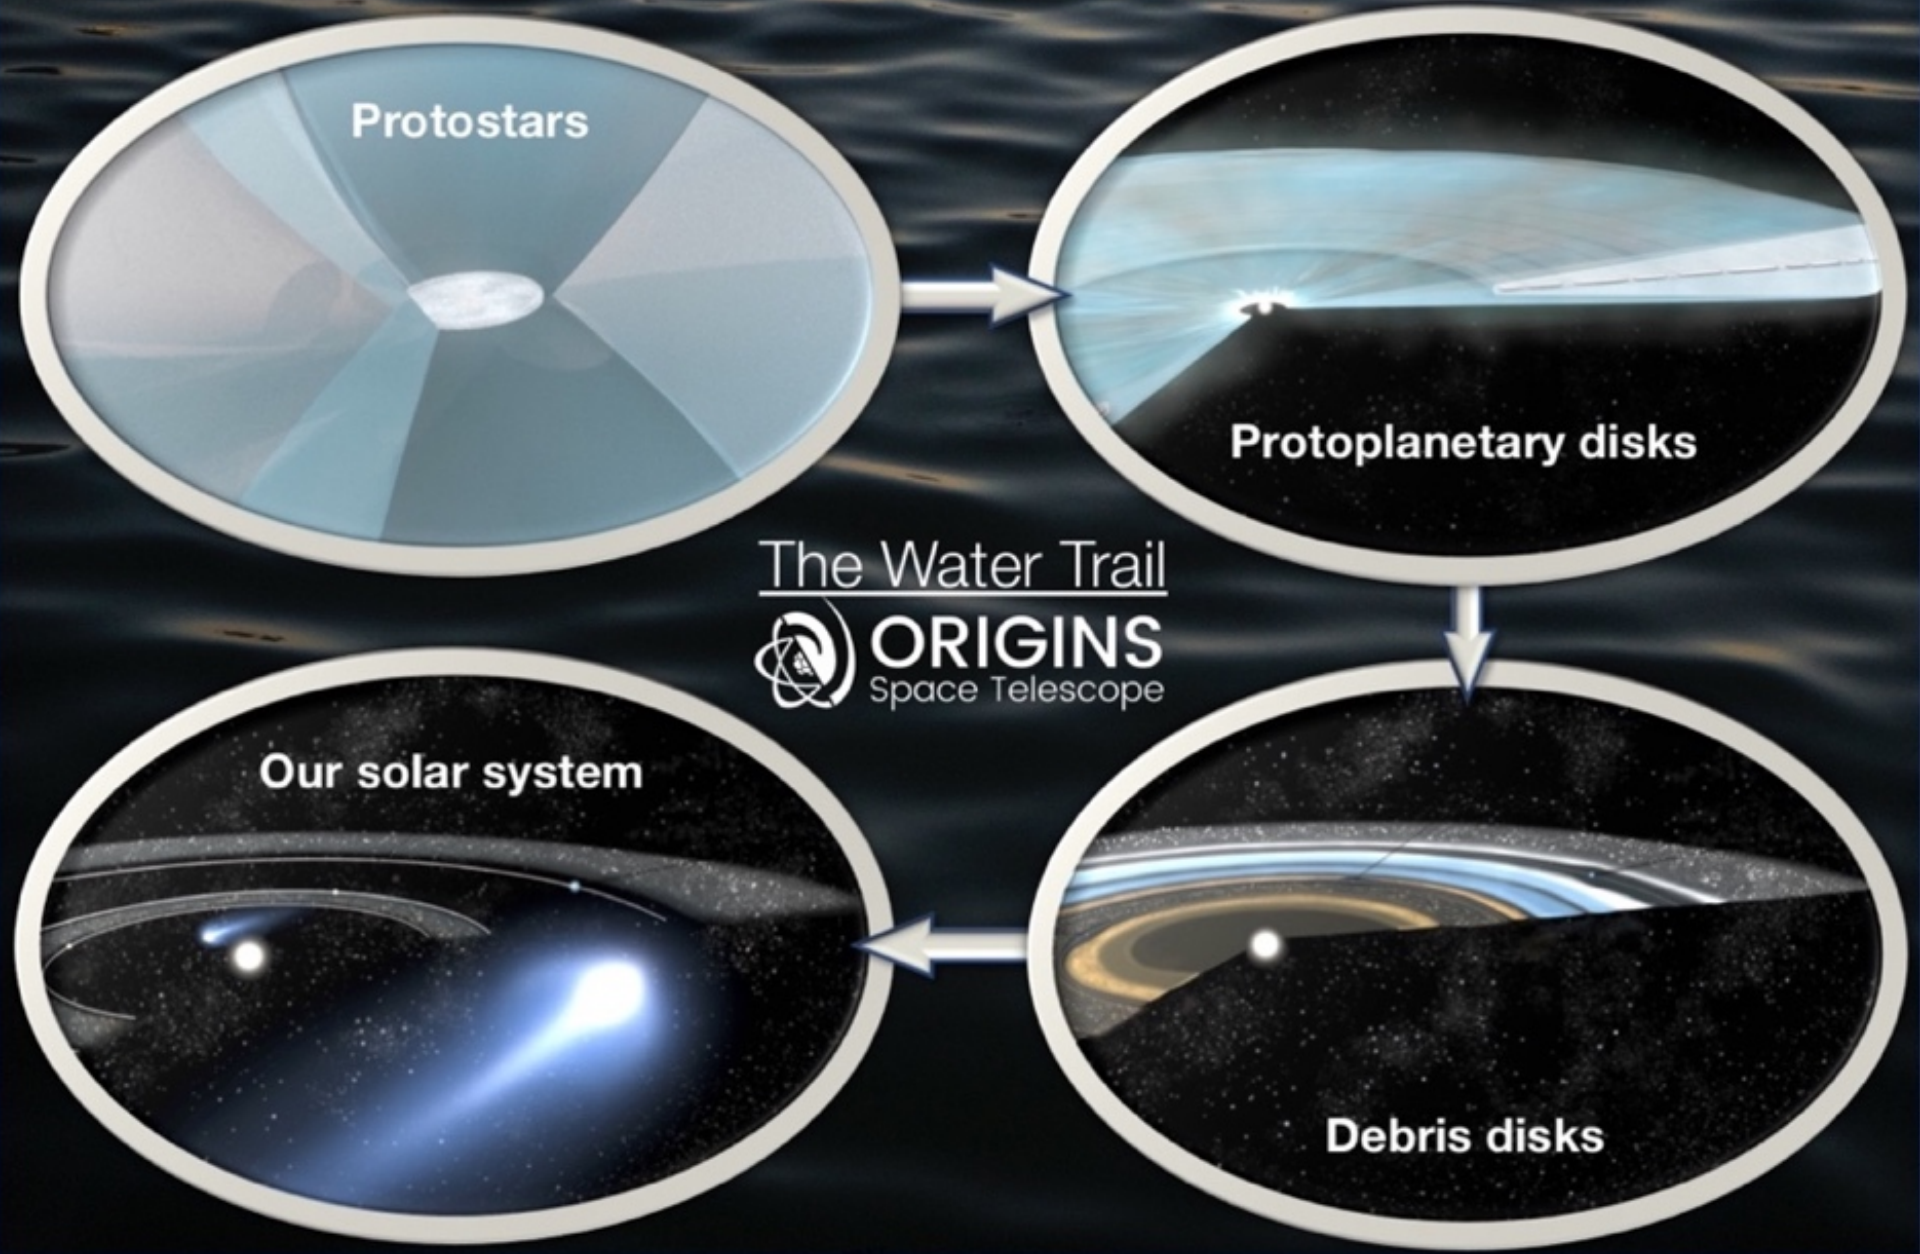 Protostars
Protoplanetary disks
The Water Trail
ORIGINS
Space Telescope
Our solar system
Debris disks